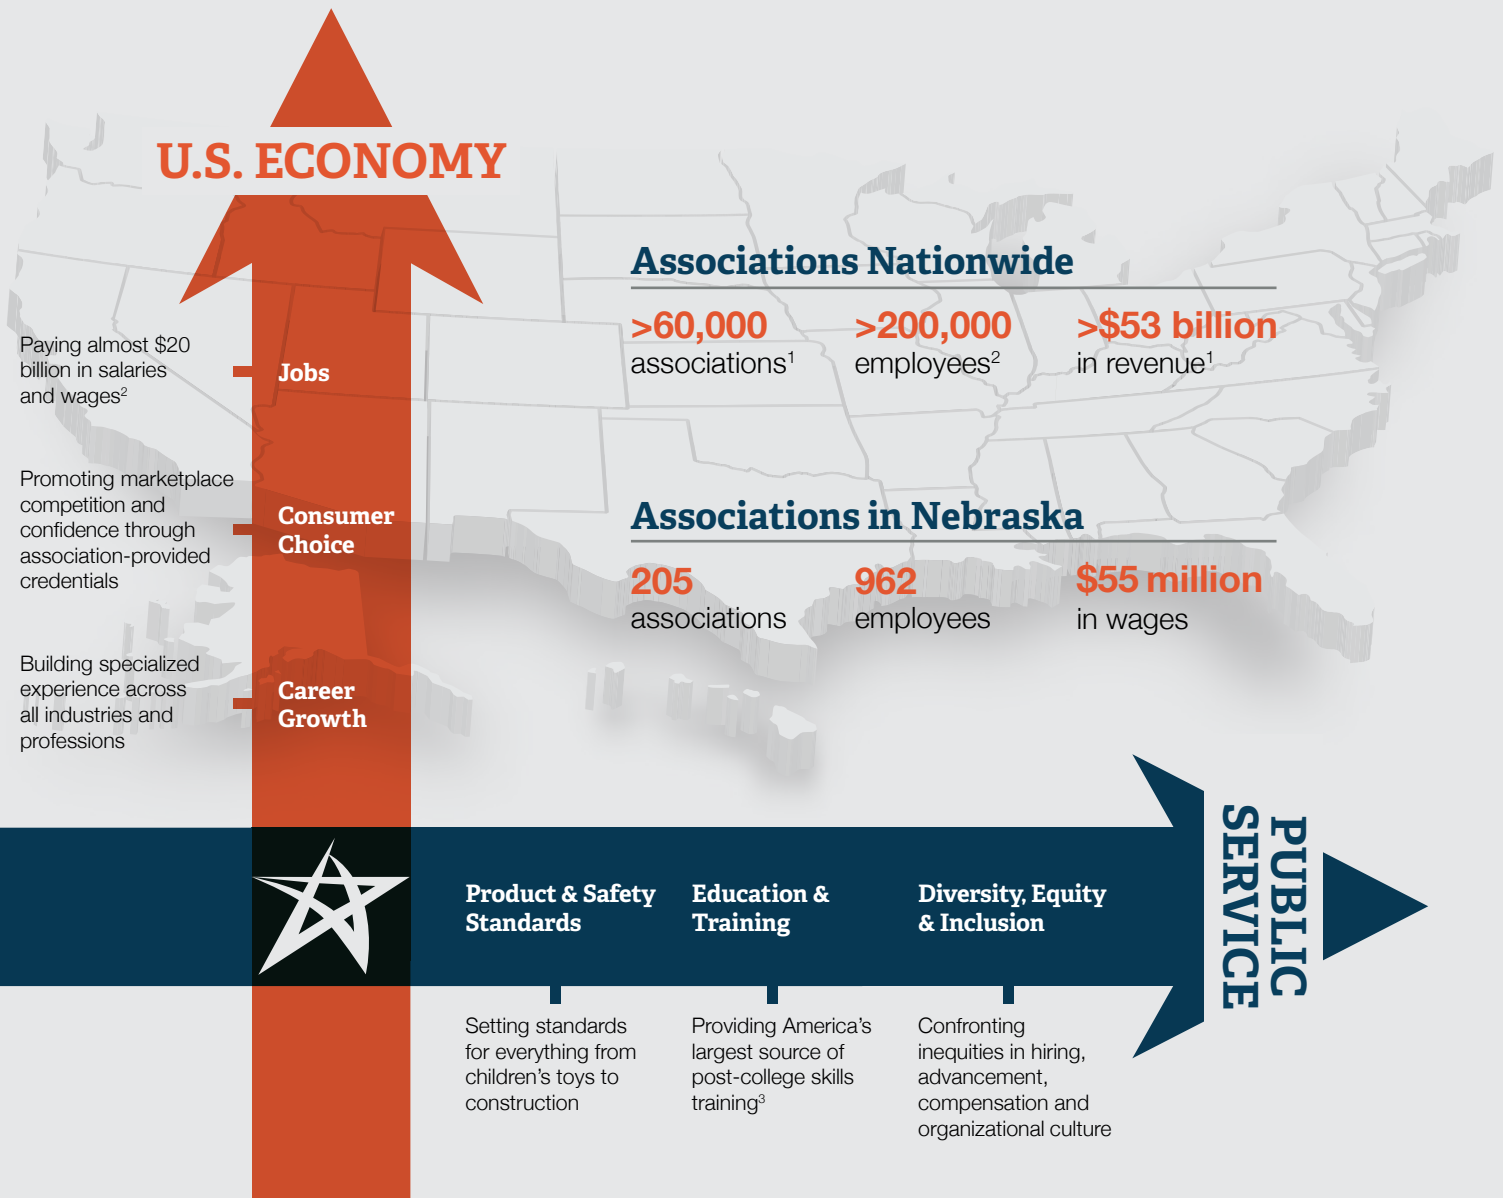 U.S. ECONOMY
Paying almost $20
billion in salaries
and wages²
Jobs
Promoting marketplace
competition and
confidence through
association-provided
credentials
Consumer
Choice
Building specialized
experience across
all industries and
professions
Career
Growth
Associations Nationwide
>60,000
associations¹
>200,000
employees²
>$53 billion
in revenue¹
Associations in Nebraska
205
associations
962
employees
$55 million
in wages
Product & Safety
Standards
Setting standards
for everything from
children’s toys to
construction
Education &
Training
Providing America’s
largest source of
post-college skills
training³
Diversity, Equity
& Inclusion
Confronting
inequities in hiring,
advancement,
compensation and
organizational culture
PUBLIC
SERVICE